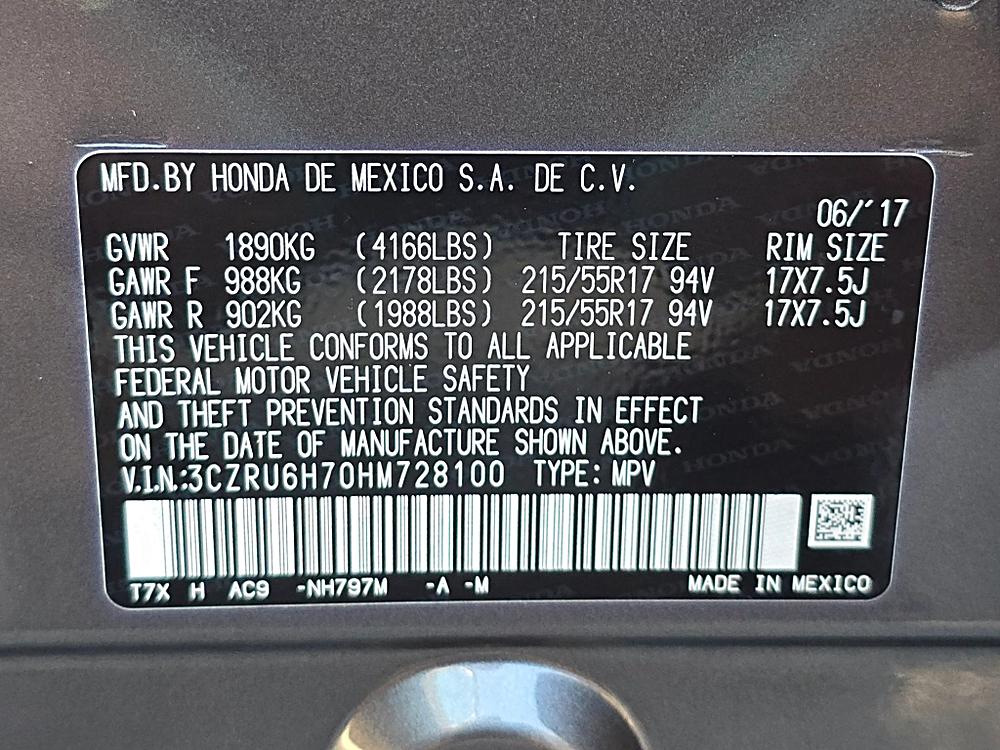 MFD.BY HONDA DE MEXICO S.A. DE C.V.
06/'17
GVWR 1890KG (4166LBS) TIRE SIZE RIM SIZE
GAWR F 988KG (2178LBS) 215/55R17 94V 17X7.5J
GAWR R 902KG (1988LBS) 215/55R17 94V 17X7.5J
THIS VEHICLE CONFORMS TO ALL APPLICABLE
FEDERAL MOTOR VEHICLE SAFETY
AND THEFT PREVENTION STANDARDS IN EFFECT
ON THE DATE OF MANUFACTURE SHOWN ABOVE.
V.I.N.:3CZRU6H70HM728100 TYPE: MPV
T7X H AC9 -NH797M -A -M MADE IN MEXICO